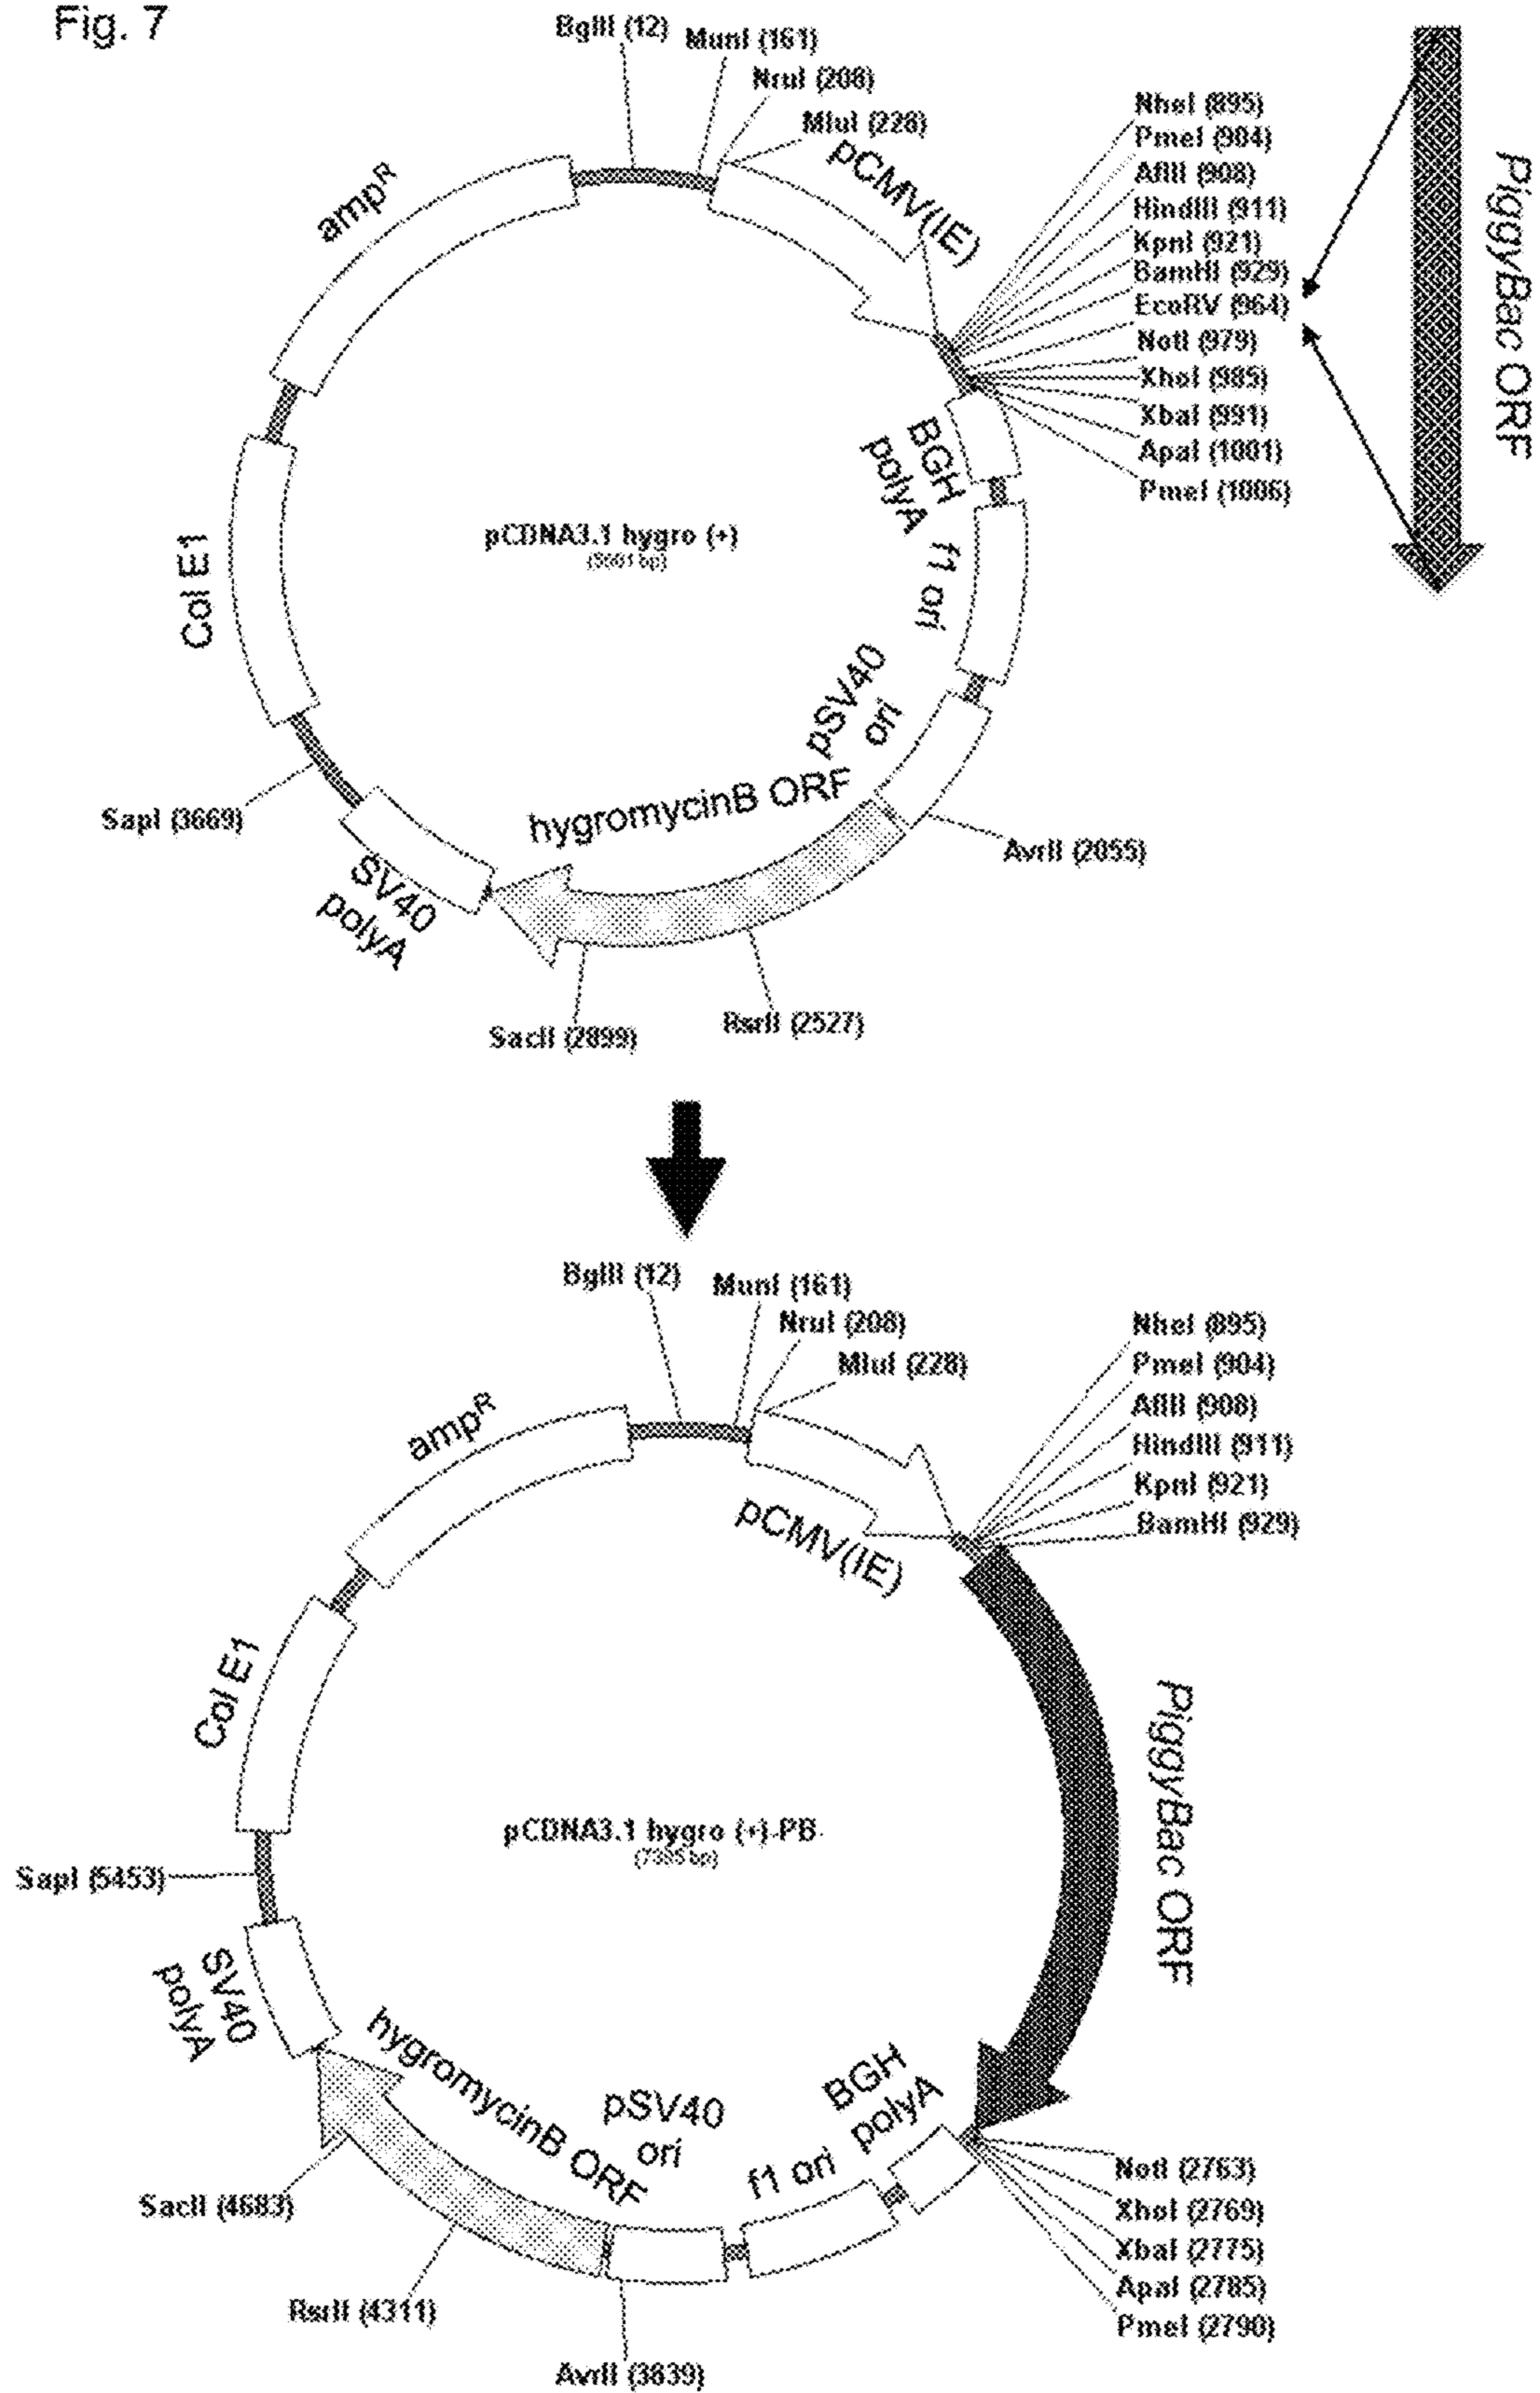 Fig. 7
BglII (12)
MunI (161)
NruI (208)
MluI (228)
pCMV(IE)
NheI (895)
PmeI (904)
AflII (908)
HindIII (911)
KpnI (921)
BamHI (929)
EcoRV (964)
NotI (979)
XhoI (985)
XbaI (991)
ApaI (1001)
PmeI (1006)
PiggyBac ORF
ampR
BGH
polyA
pCDNA3.1 hygro (+)
f1 ori
Col E1
pSV40
ori
hygromycinB ORF
SapI (3669)
AvrII (2055)
SV40
polyA
SacII (2899)
RsrII (2527)
BglII (12)
MunI (161)
NruI (208)
MluI (228)
NheI (895)
PmeI (904)
AflII (908)
HindIII (911)
KpnI (921)
BamHI (929)
ampR
pCMV(IE)
Col E1
PiggyBac ORF
pCDNA3.1 hygro (+)-PB
SapI (5453)
SV40
polyA
hygromycinB ORF
pSV40
ori
f1 ori
BGH
polyA
NotI (2763)
XhoI (2769)
XbaI (2775)
ApaI (2785)
PmeI (2790)
SacII (4683)
RsrII (4311)
AvrII (3839)